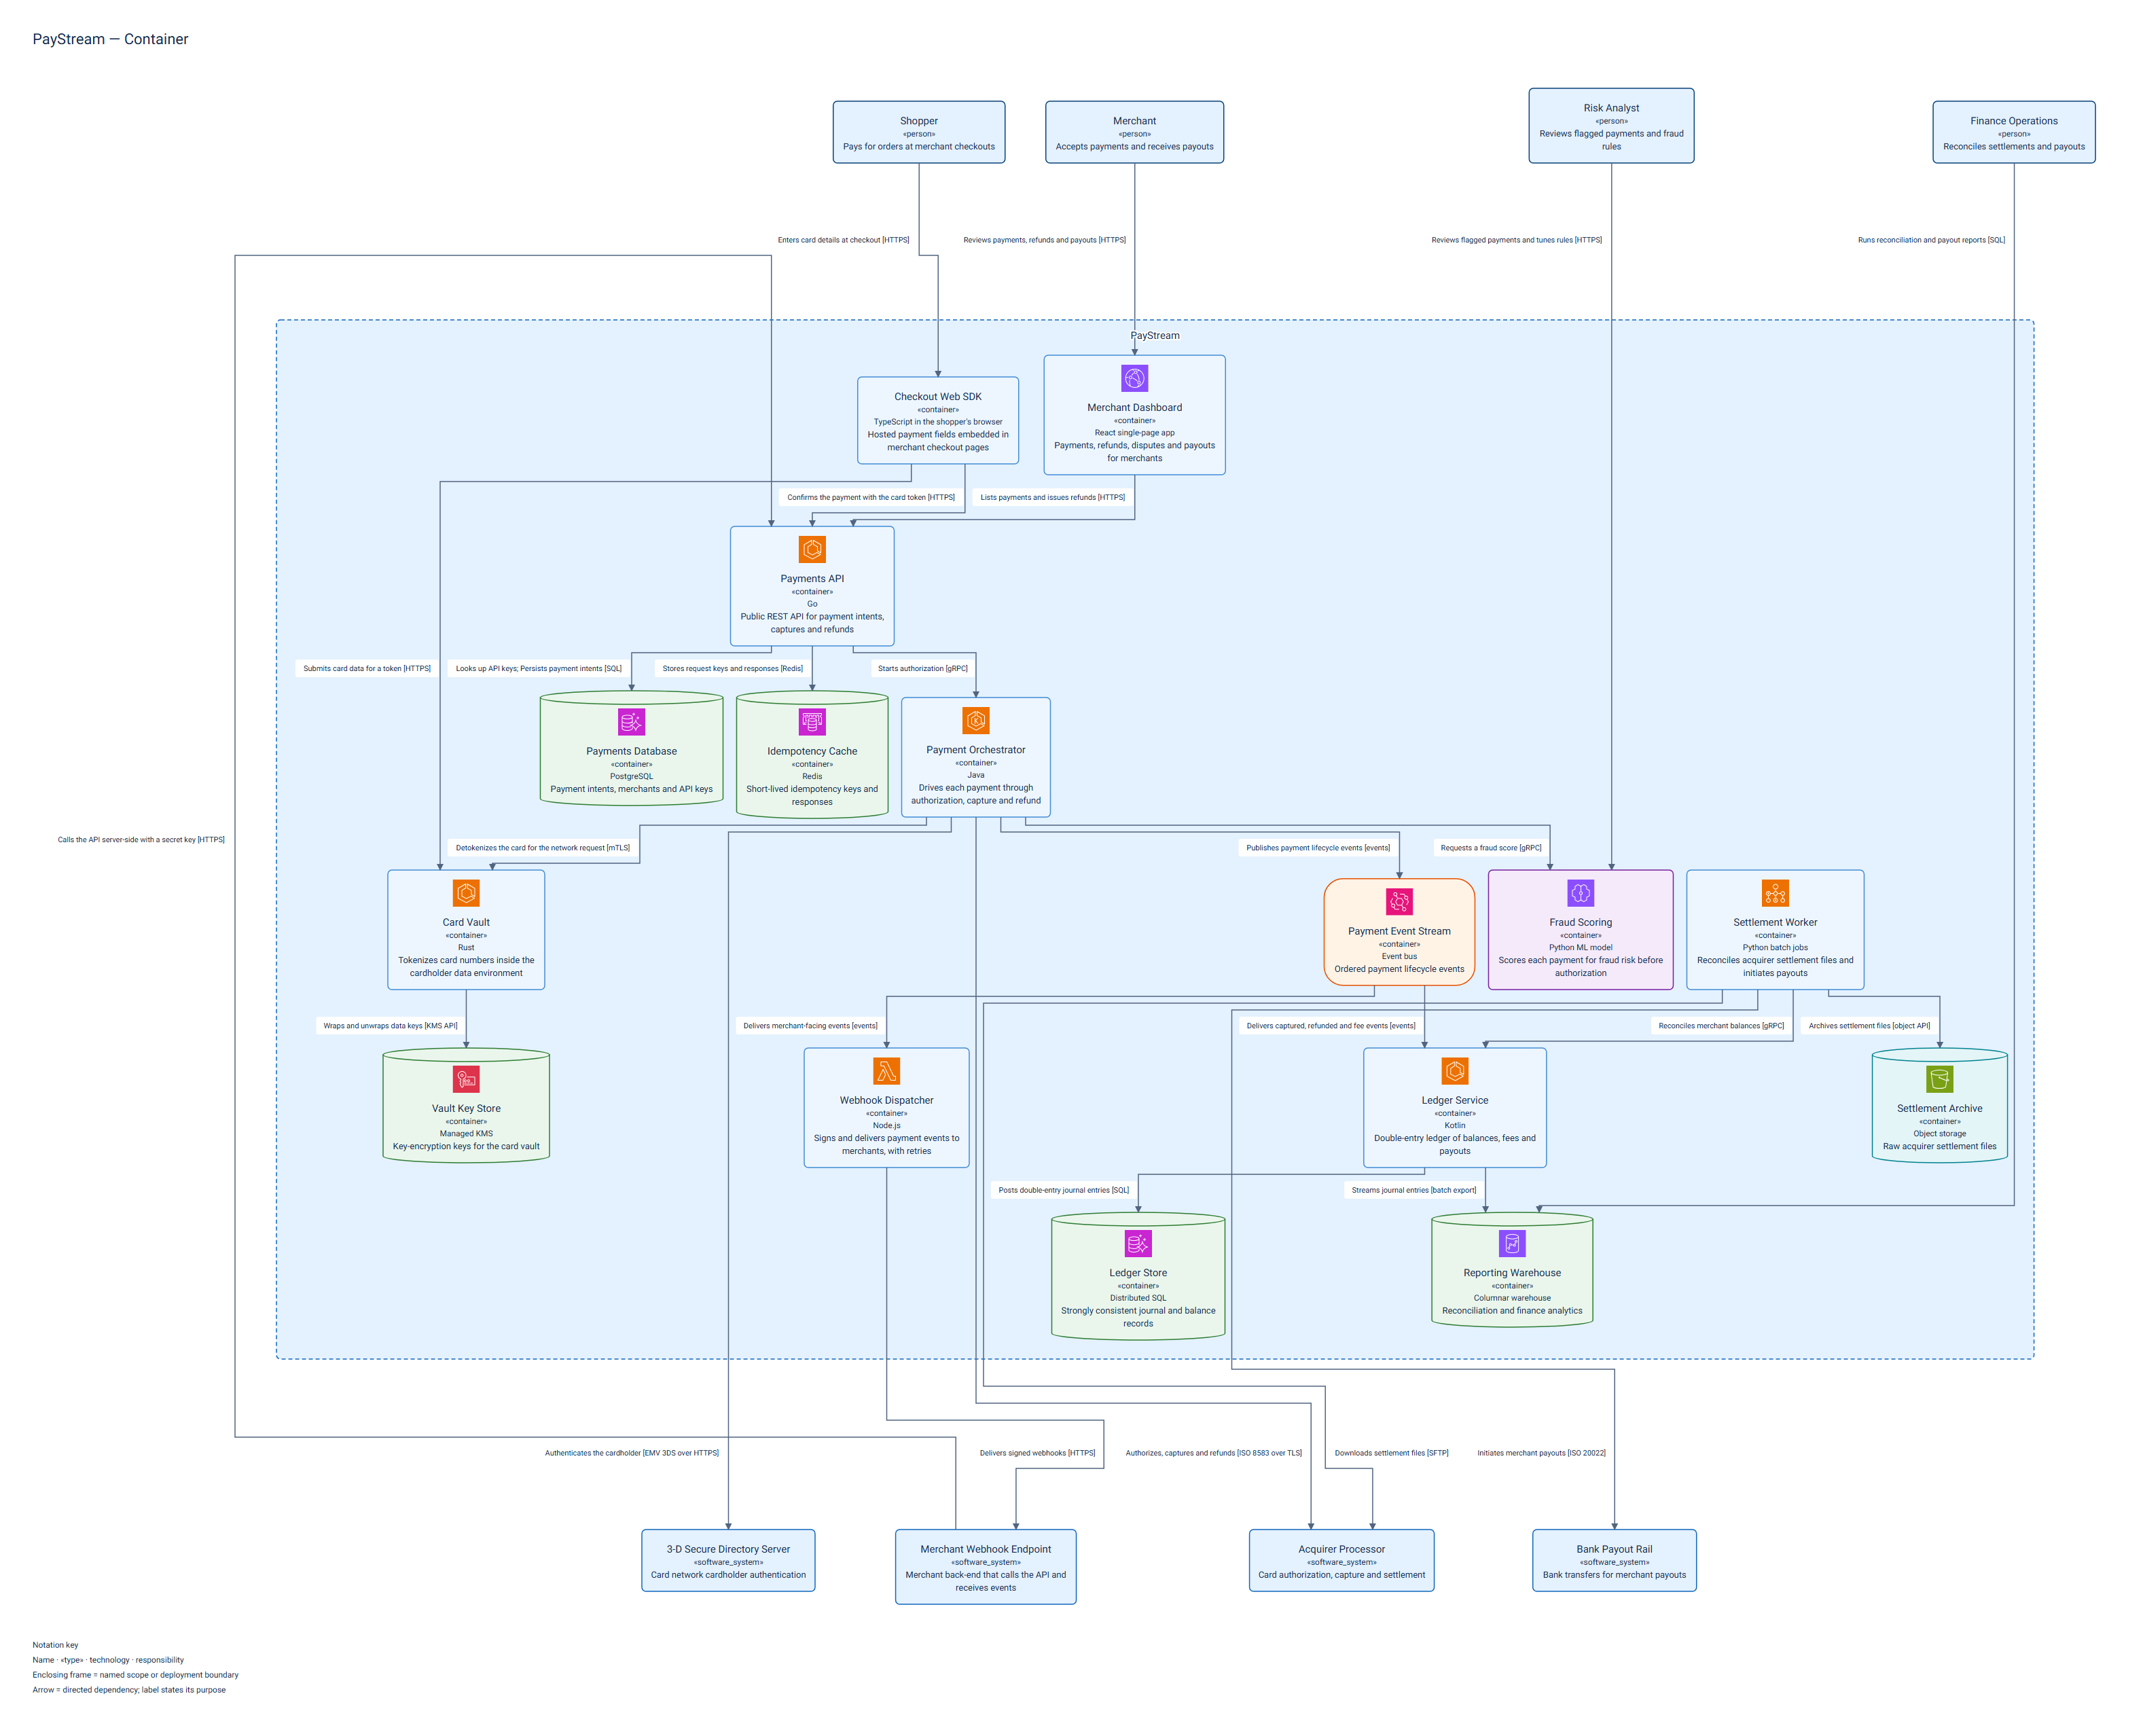 PayStream — Container
Shopper
«person»
Pays for orders at merchant checkouts
Merchant
«person»
Accepts payments and receives payouts
Risk Analyst
«person»
Reviews flagged payments and fraud
rules
Finance Operations
«person»
Reconciles settlements and payouts
Enters card details at checkout [HTTPS]
Reviews payments, refunds and payouts [HTTPS]
Reviews flagged payments and tunes rules [HTTPS]
Runs reconciliation and payout reports [SQL]
PayStream
Checkout Web SDK
«container»
TypeScript in the shopper's browser
Hosted payment fields embedded in
merchant checkout pages
Merchant Dashboard
«container»
React single-page app
Payments, refunds, disputes and payouts
for merchants
Confirms the payment with the card token [HTTPS]
Lists payments and issues refunds [HTTPS]
Payments API
«container»
Go
Public REST API for payment intents,
captures and refunds
Submits card data for a token [HTTPS]
Looks up API keys; Persists payment intents [SQL]
Stores request keys and responses [Redis]
Starts authorization [gRPC]
Payments Database
«container»
PostgreSQL
Payment intents, merchants and API keys
Idempotency Cache
«container»
Redis
Short-lived idempotency keys and
responses
Payment Orchestrator
«container»
Java
Drives each payment through
authorization, capture and refund
Calls the API server-side with a secret key [HTTPS]
Detokenizes the card for the network request [mTLS]
Publishes payment lifecycle events [events]
Requests a fraud score [gRPC]
Card Vault
«container»
Rust
Tokenizes card numbers inside the
cardholder data environment
Payment Event Stream
«container»
Event bus
Ordered payment lifecycle events
Fraud Scoring
«container»
Python ML model
Scores each payment for fraud risk before
authorization
Settlement Worker
«container»
Python batch jobs
Reconciles acquirer settlement files and
initiates payouts
Wraps and unwraps data keys [KMS API]
Delivers merchant-facing events [events]
Delivers captured, refunded and fee events [events]
Reconciles merchant balances [gRPC]
Archives settlement files [object API]
Vault Key Store
«container»
Managed KMS
Key-encryption keys for the card vault
Webhook Dispatcher
«container»
Node.js
Signs and delivers payment events to
merchants, with retries
Ledger Service
«container»
Kotlin
Double-entry ledger of balances, fees and
payouts
Settlement Archive
«container»
Object storage
Raw acquirer settlement files
Posts double-entry journal entries [SQL]
Streams journal entries [batch export]
Ledger Store
«container»
Distributed SQL
Strongly consistent journal and balance
records
Reporting Warehouse
«container»
Columnar warehouse
Reconciliation and finance analytics
Authenticates the cardholder [EMV 3DS over HTTPS]
Delivers signed webhooks [HTTPS]
Authorizes, captures and refunds [ISO 8583 over TLS]
Downloads settlement files [SFTP]
Initiates merchant payouts [ISO 20022]
3-D Secure Directory Server
«software_system»
Card network cardholder authentication
Merchant Webhook Endpoint
«software_system»
Merchant back-end that calls the API and
receives events
Acquirer Processor
«software_system»
Card authorization, capture and settlement
Bank Payout Rail
«software_system»
Bank transfers for merchant payouts
Notation key
Name · «type» · technology · responsibility
Enclosing frame = named scope or deployment boundary
Arrow = directed dependency; label states its purpose